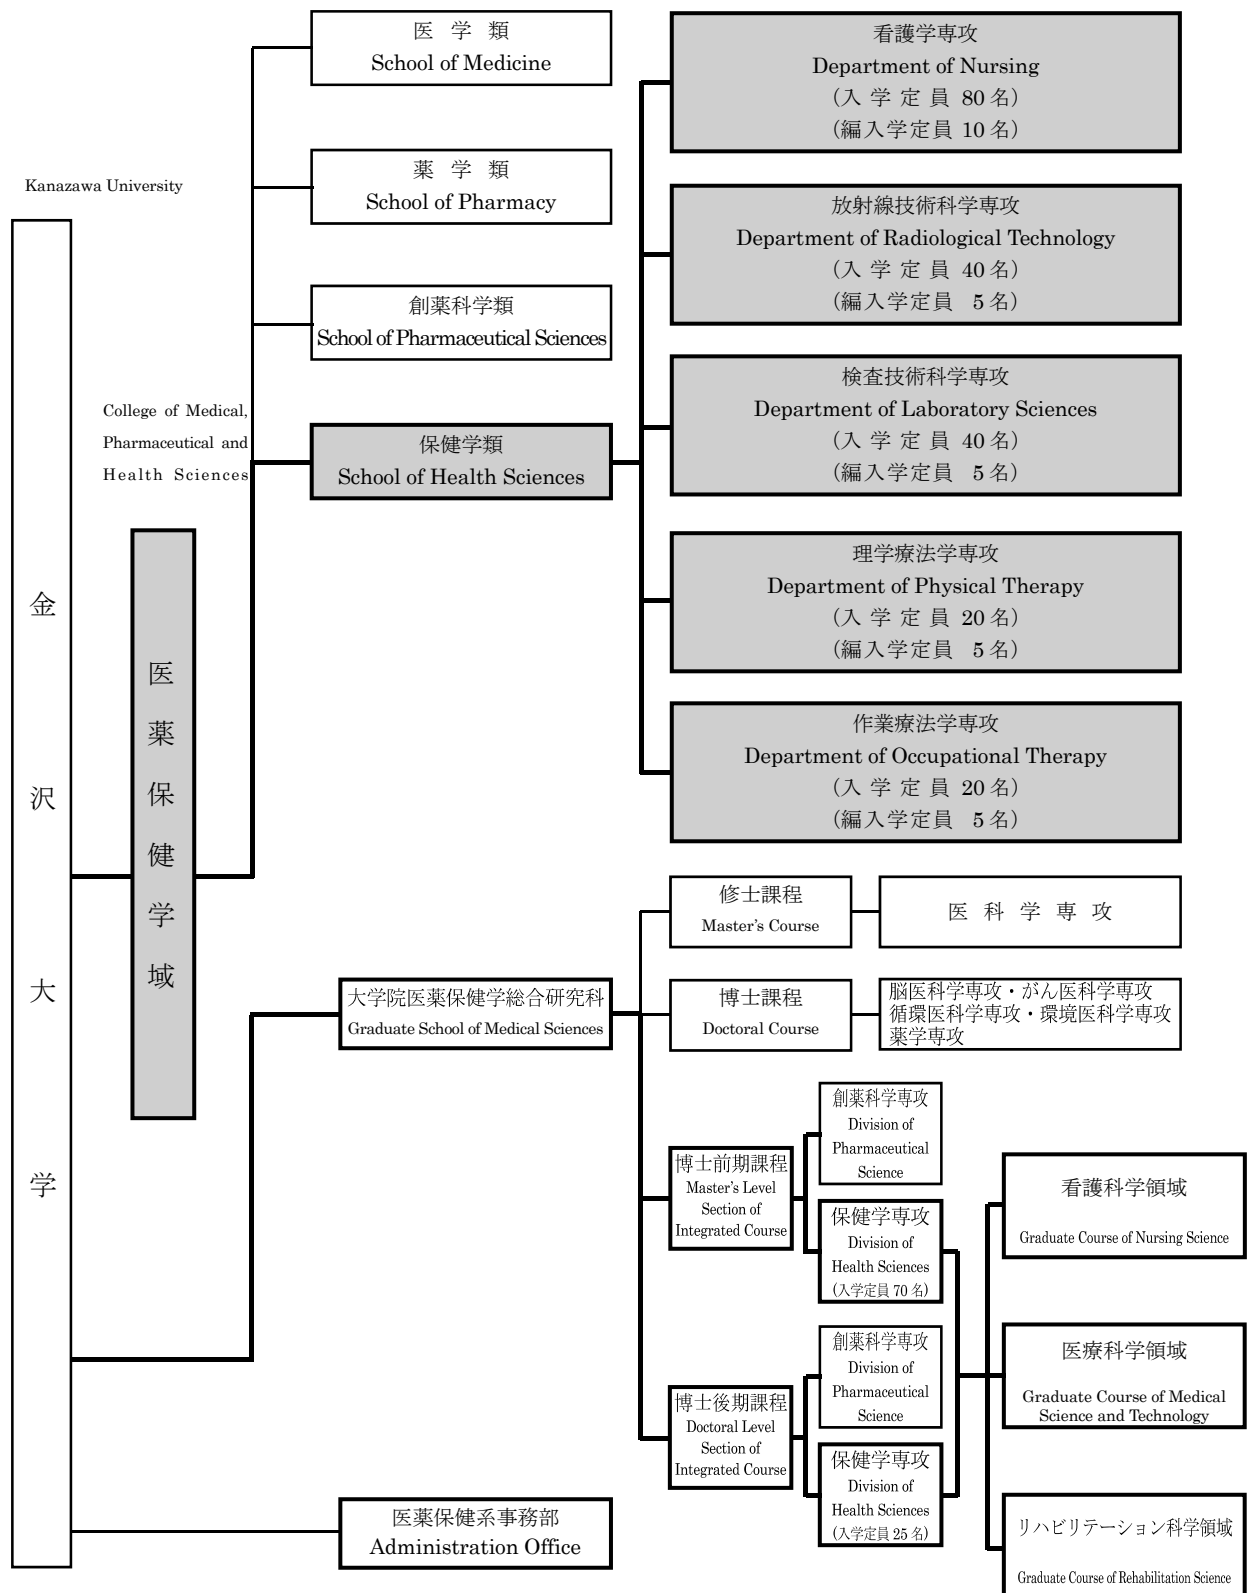 Kanazawa University
金沢大学
College of Medical,
Pharmaceutical and
Health Sciences
医薬保健学域
医学類
School of Medicine
薬学類
School of Pharmacy
創薬科学類
School of Pharmaceutical Sciences
保健学類
School of Health Sciences
看護学専攻
Department of Nursing
(入学定員 80名)
(編入学定員 10名)
放射線技術科学専攻
Department of Radiological Technology
(入学定員 40名)
(編入学定員 5名)
検査技術科学専攻
Department of Laboratory Sciences
(入学定員 40名)
(編入学定員 5名)
理学療法学専攻
Department of Physical Therapy
(入学定員 20名)
(編入学定員 5名)
作業療法学専攻
Department of Occupational Therapy
(入学定員 20名)
(編入学定員 5名)
大学院医薬保健学総合研究科
Graduate School of Medical Sciences
修士課程
Master's Course
医科学専攻
博士課程
Doctoral Course
脳医科学専攻・がん医科学専攻
循環医科学専攻・環境医科学専攻
薬学専攻
博士前期課程
Master's Level
Section of
Integrated Course
創薬科学専攻
Division of
Pharmaceutical
Science
保健学専攻
Division of
Health Sciences
(入学定員 70名)
博士後期課程
Doctoral Level
Section of
Integrated Course
創薬科学専攻
Division of
Pharmaceutical
Science
保健学専攻
Division of
Health Sciences
(入学定員 25名)
看護科学領域
Graduate Course of Nursing Science
医療科学領域
Graduate Course of Medical
Science and Technology
リハビリテーション科学領域
Graduate Course of Rehabilitation Science
医薬保健系事務部
Administration Office